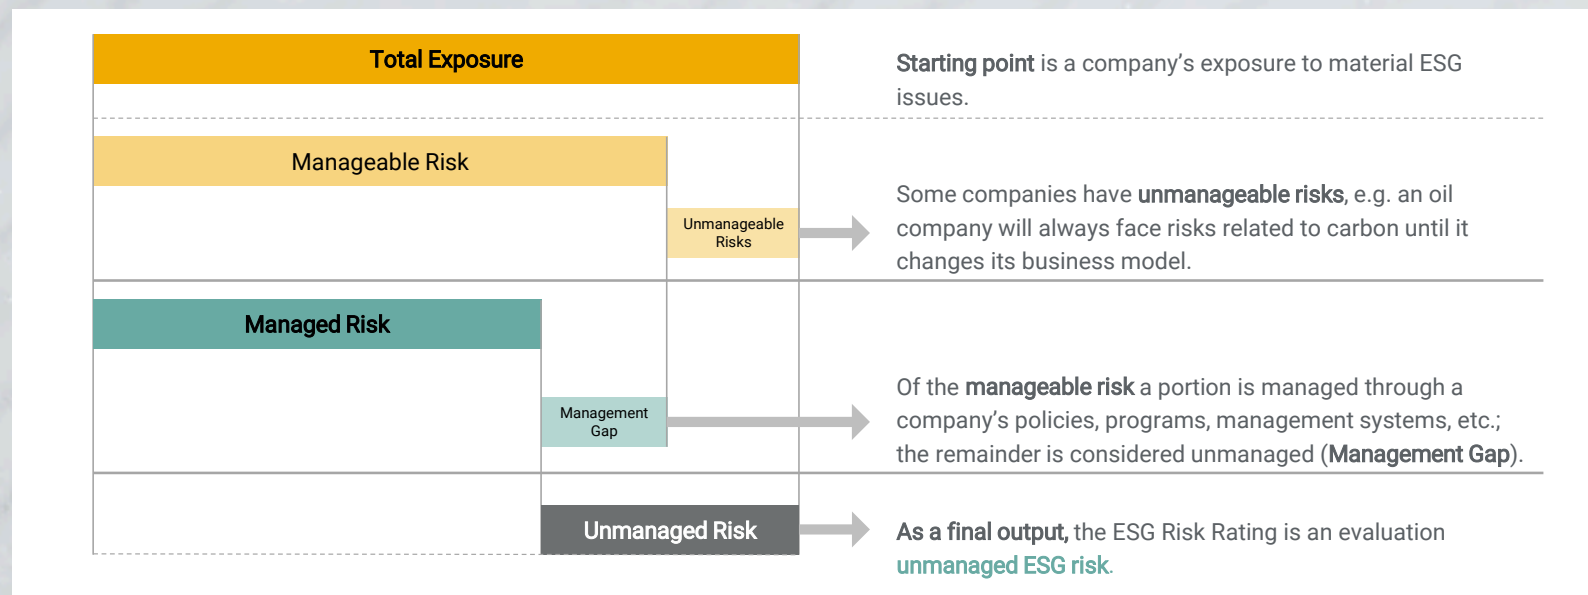 Total Exposure
Starting point is a company's exposure to material ESG
issues.
Manageable Risk
Unmanageable
Risks
Some companies have unmanageable risks, e.g. an oil
company will always face risks related to carbon until it
changes its business model.
Managed Risk
Management
Gap
Of the manageable risk a portion is managed through a
company's policies, programs, management systems, etc.;
the remainder is considered unmanaged (Management Gap).
Unmanaged Risk
As a final output, the ESG Risk Rating is an evaluation
unmanaged ESG risk.